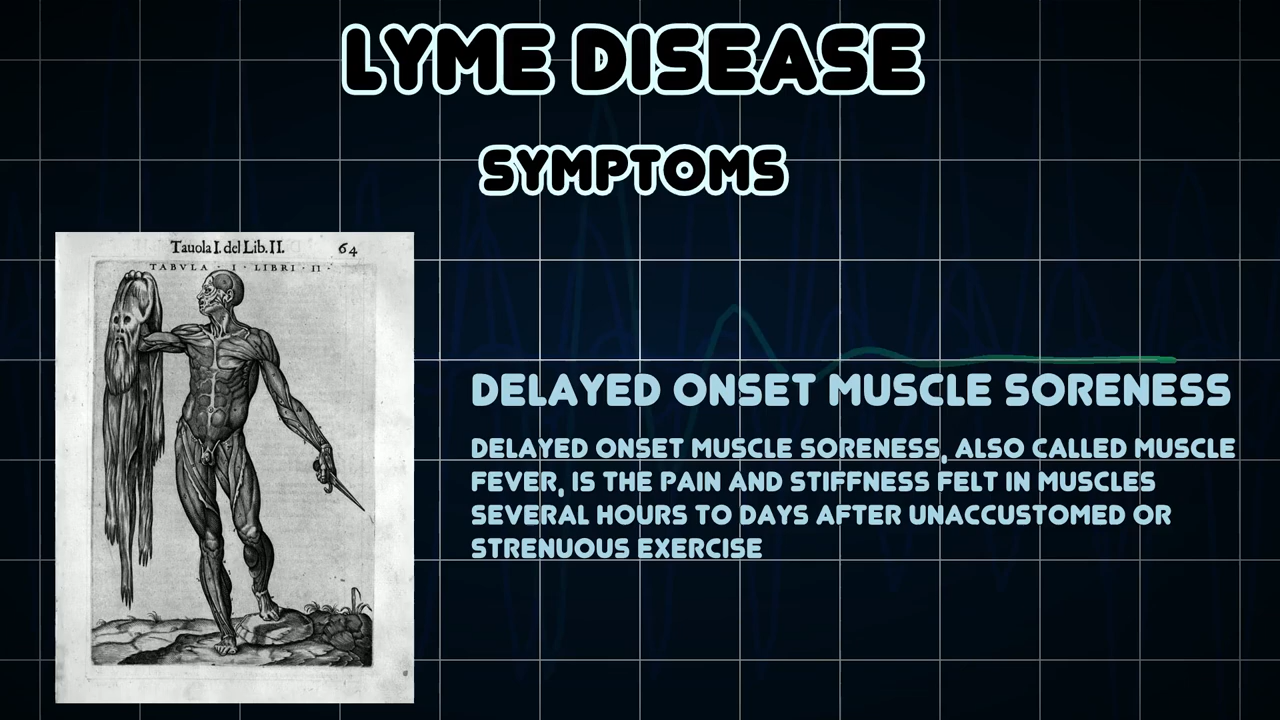 LYME DISEASE
SYMPTOMS
Tauola I. del Lib. II. 64
TABVLA · I · LIBRI · II ·
DELAYED ONSET MUSCLE SORENESS
DELAYED ONSET MUSCLE SORENESS, ALSO CALLED MUSCLE
FEVER, IS THE PAIN AND STIFFNESS FELT IN MUSCLES
SEVERAL HOURS TO DAYS AFTER UNACCUSTOMED OR
STRENUOUS EXERCISE